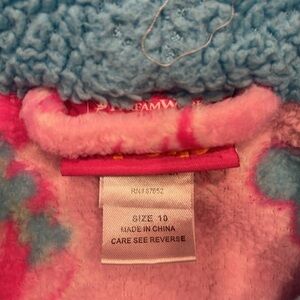 RN# 87652
SIZE 10
MADE IN CHINA
CARE SEE REVERSE